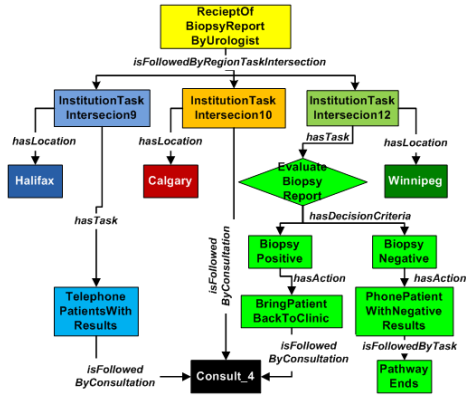 RecieptOf
BiopsyReport
ByUrologist
isFollowedByRegionTaskIntersection
InstitutionTask
Intersecion9
InstitutionTask
Intersecion10
InstitutionTask
Intersecion12
hasLocation
hasLocation
hasTask
hasLocation
Halifax
Calgary
Evaluate
Biopsy
Report
Winnipeg
hasTask
isFollowed
ByConsultation
hasDecisionCriteria
Biopsy
Positive
Biopsy
Negative
hasAction
hasAction
Telephone
PatientsWith
Results
BringPatient
BackToClinic
PhonePatient
WithNegative
Results
isFollowed
ByConsultation
isFollowed
ByConsultation
isFollowedByTask
Consult_4
Pathway
Ends